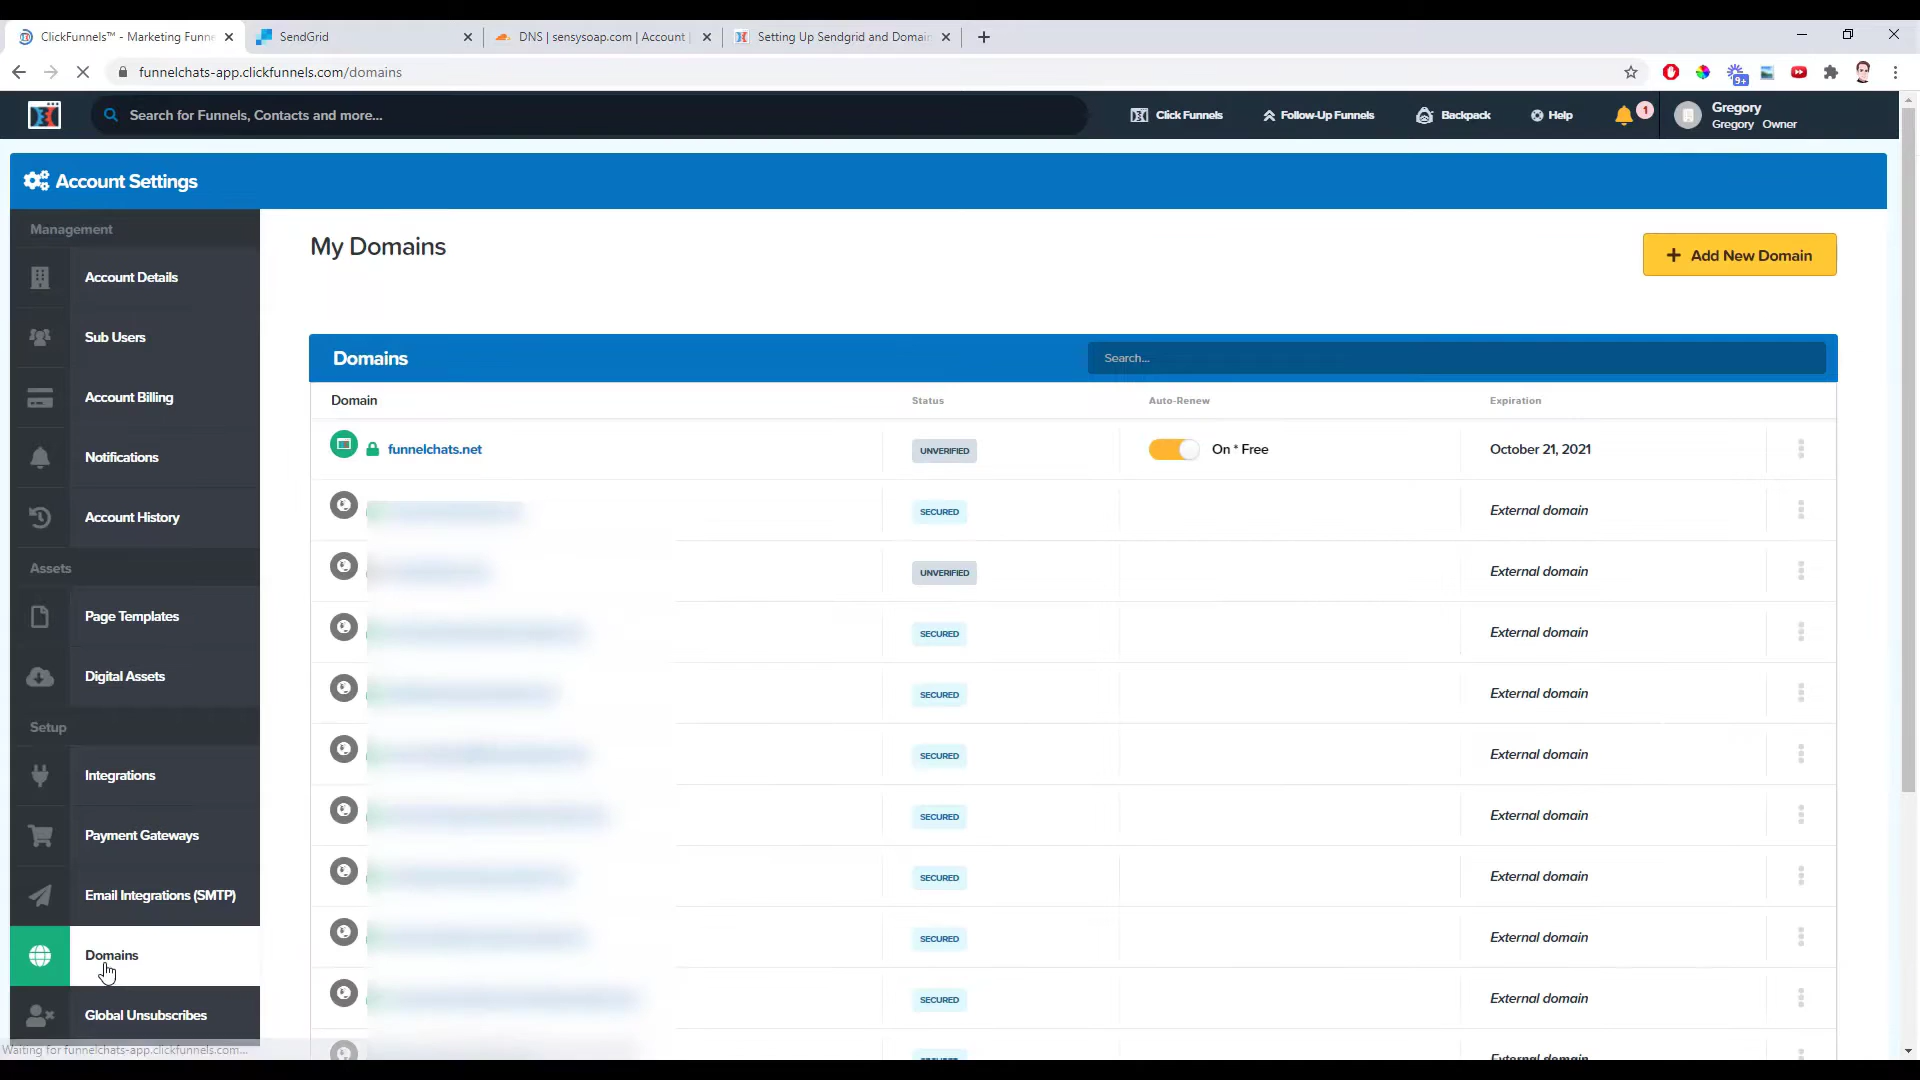 ClickFunnels™ - Marketing Funne
SendGrid
DNS | sensysoap.com | Account |
Setting Up Sendgrid and Domain
funnelchats-app.clickfunnels.com/domains
9+
Search for Funnels, Contacts and more...
Click Funnels
Follow-Up Funnels
Backpack
Help
1
Gregory
Gregory Owner
Account Settings
Management
Account Details
Sub Users
Account Billing
Notifications
Account History
Assets
Page Templates
Digital Assets
Setup
Integrations
Payment Gateways
Email Integrations (SMTP)
Domains
Global Unsubscribes
Waiting for funnelchats-app.clickfunnels.com...
My Domains
+ Add New Domain
Domains
Search...
Domain Status Auto-Renew Expiration
funnelchats.net UNVERIFIED On * Free October 21, 2021
SECURED External domain
UNVERIFIED External domain
SECURED External domain
SECURED External domain
SECURED External domain
SECURED External domain
SECURED External domain
SECURED External domain
SECURED External domain
External domain